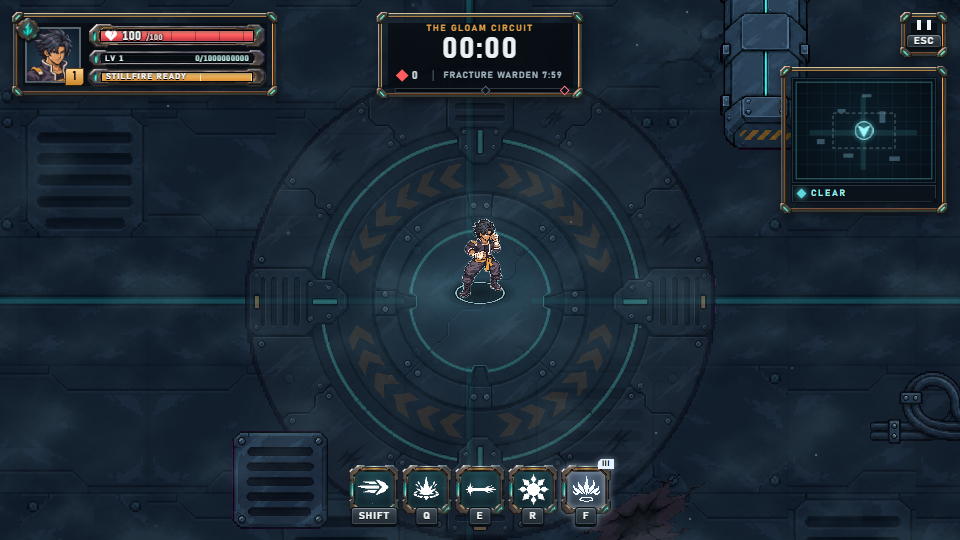 100 /100
1
LV 1 0/1000000000
STILLFIRE READY
THE GLOAM CIRCUIT
00:00
0 | FRACTURE WARDEN 7:59
ESC
CLEAR
III
SHIFT Q E R F